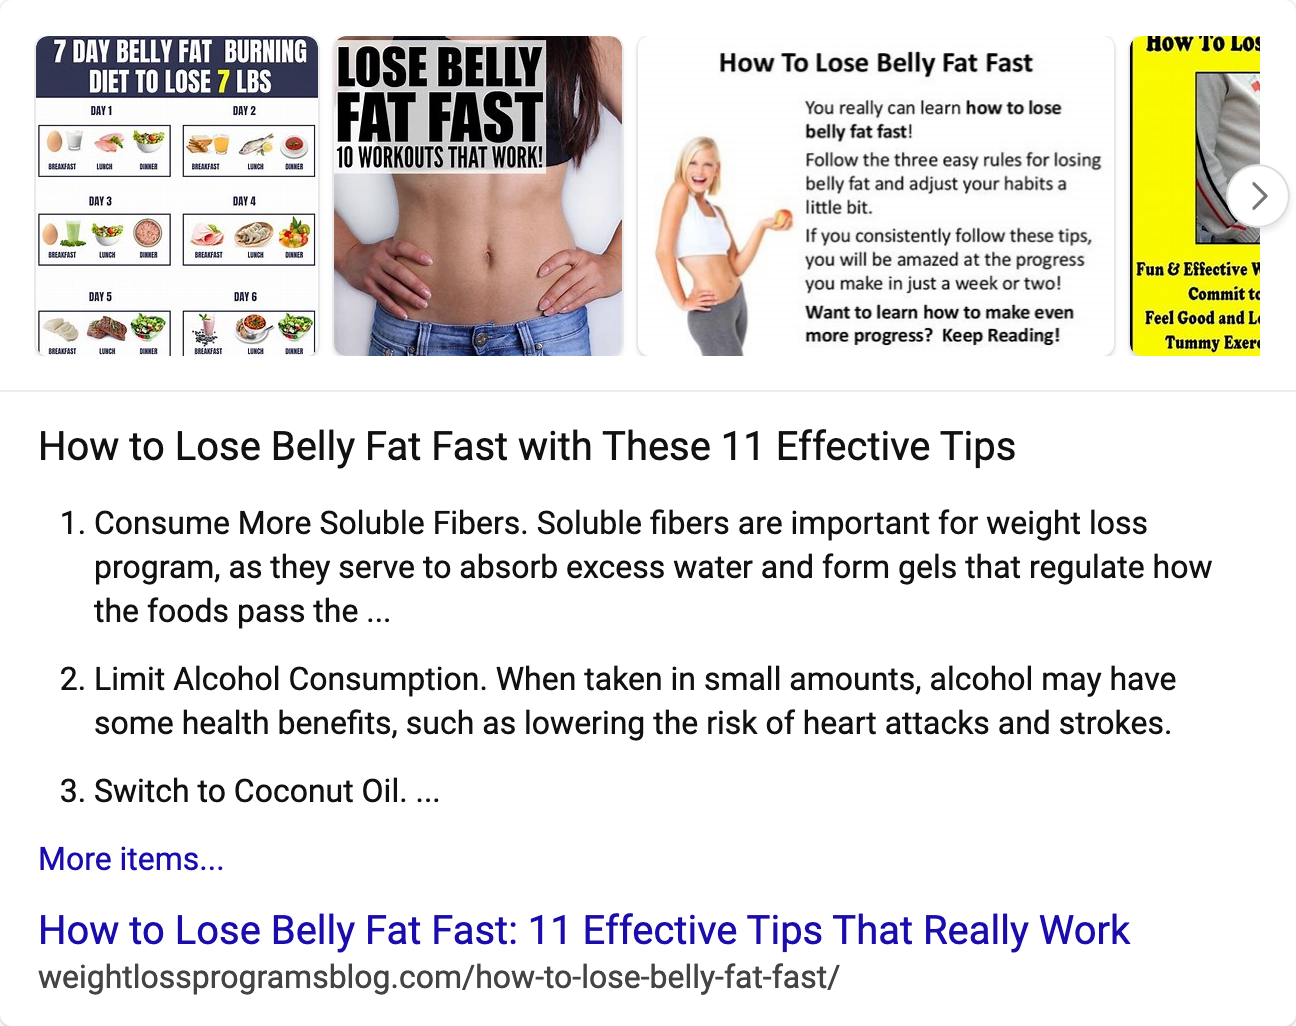 7 DAY BELLY FAT BURNING
DIET TO LOSE 7 LBS
DAY 1
DAY 2
BREAKFAST LUNCH DINNER
BREAKFAST LUNCH DINNER
DAY 3
DAY 4
BREAKFAST LUNCH DINNER
BREAKFAST LUNCH DINNER
DAY 5
DAY 6
BREAKFAST LUNCH DINNER
BREAKFAST LUNCH DINNER
LOSE BELLY
FAT FAST
10 WORKOUTS THAT WORK!
How To Lose Belly Fat Fast
You really can learn how to lose
belly fat fast!
Follow the three easy rules for losing
belly fat and adjust your habits a
little bit.
If you consistently follow these tips,
you will be amazed at the progress
you make in just a week or two!
Want to learn how to make even
more progress? Keep Reading!
How To Los
Fun & Effective
Commit to
Feel Good and
Tummy Exer
How to Lose Belly Fat Fast with These 11 Effective Tips
1. Consume More Soluble Fibers. Soluble fibers are important for weight loss
program, as they serve to absorb excess water and form gels that regulate how
the foods pass the ...
2. Limit Alcohol Consumption. When taken in small amounts, alcohol may have
some health benefits, such as lowering the risk of heart attacks and strokes.
3. Switch to Coconut Oil. ...
More items...
How to Lose Belly Fat Fast: 11 Effective Tips That Really Work
weightlossprogramsblog.com/how-to-lose-belly-fat-fast/